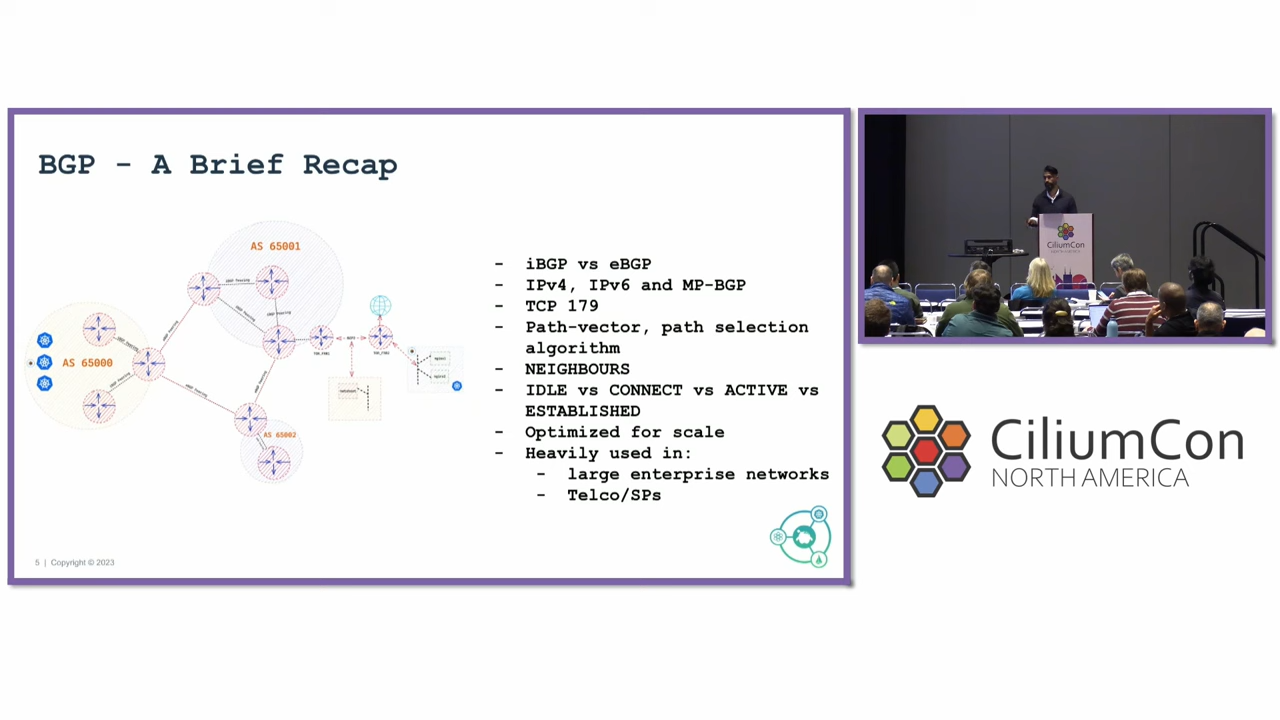 BGP - A Brief Recap
AS 65001
AS 65000
AS 65002
- iBGP vs eBGP
- IPv4, IPv6 and MP-BGP
- TCP 179
- Path-vector, path selection
algorithm
- NEIGHBOURS
- IDLE vs CONNECT vs ACTIVE vs
ESTABLISHED
- Optimized for scale
- Heavily used in:
- large enterprise networks
- Telco/SPs
5 | Copyright © 2023
CiliumCon
CiliumCon
NORTH AMERICA